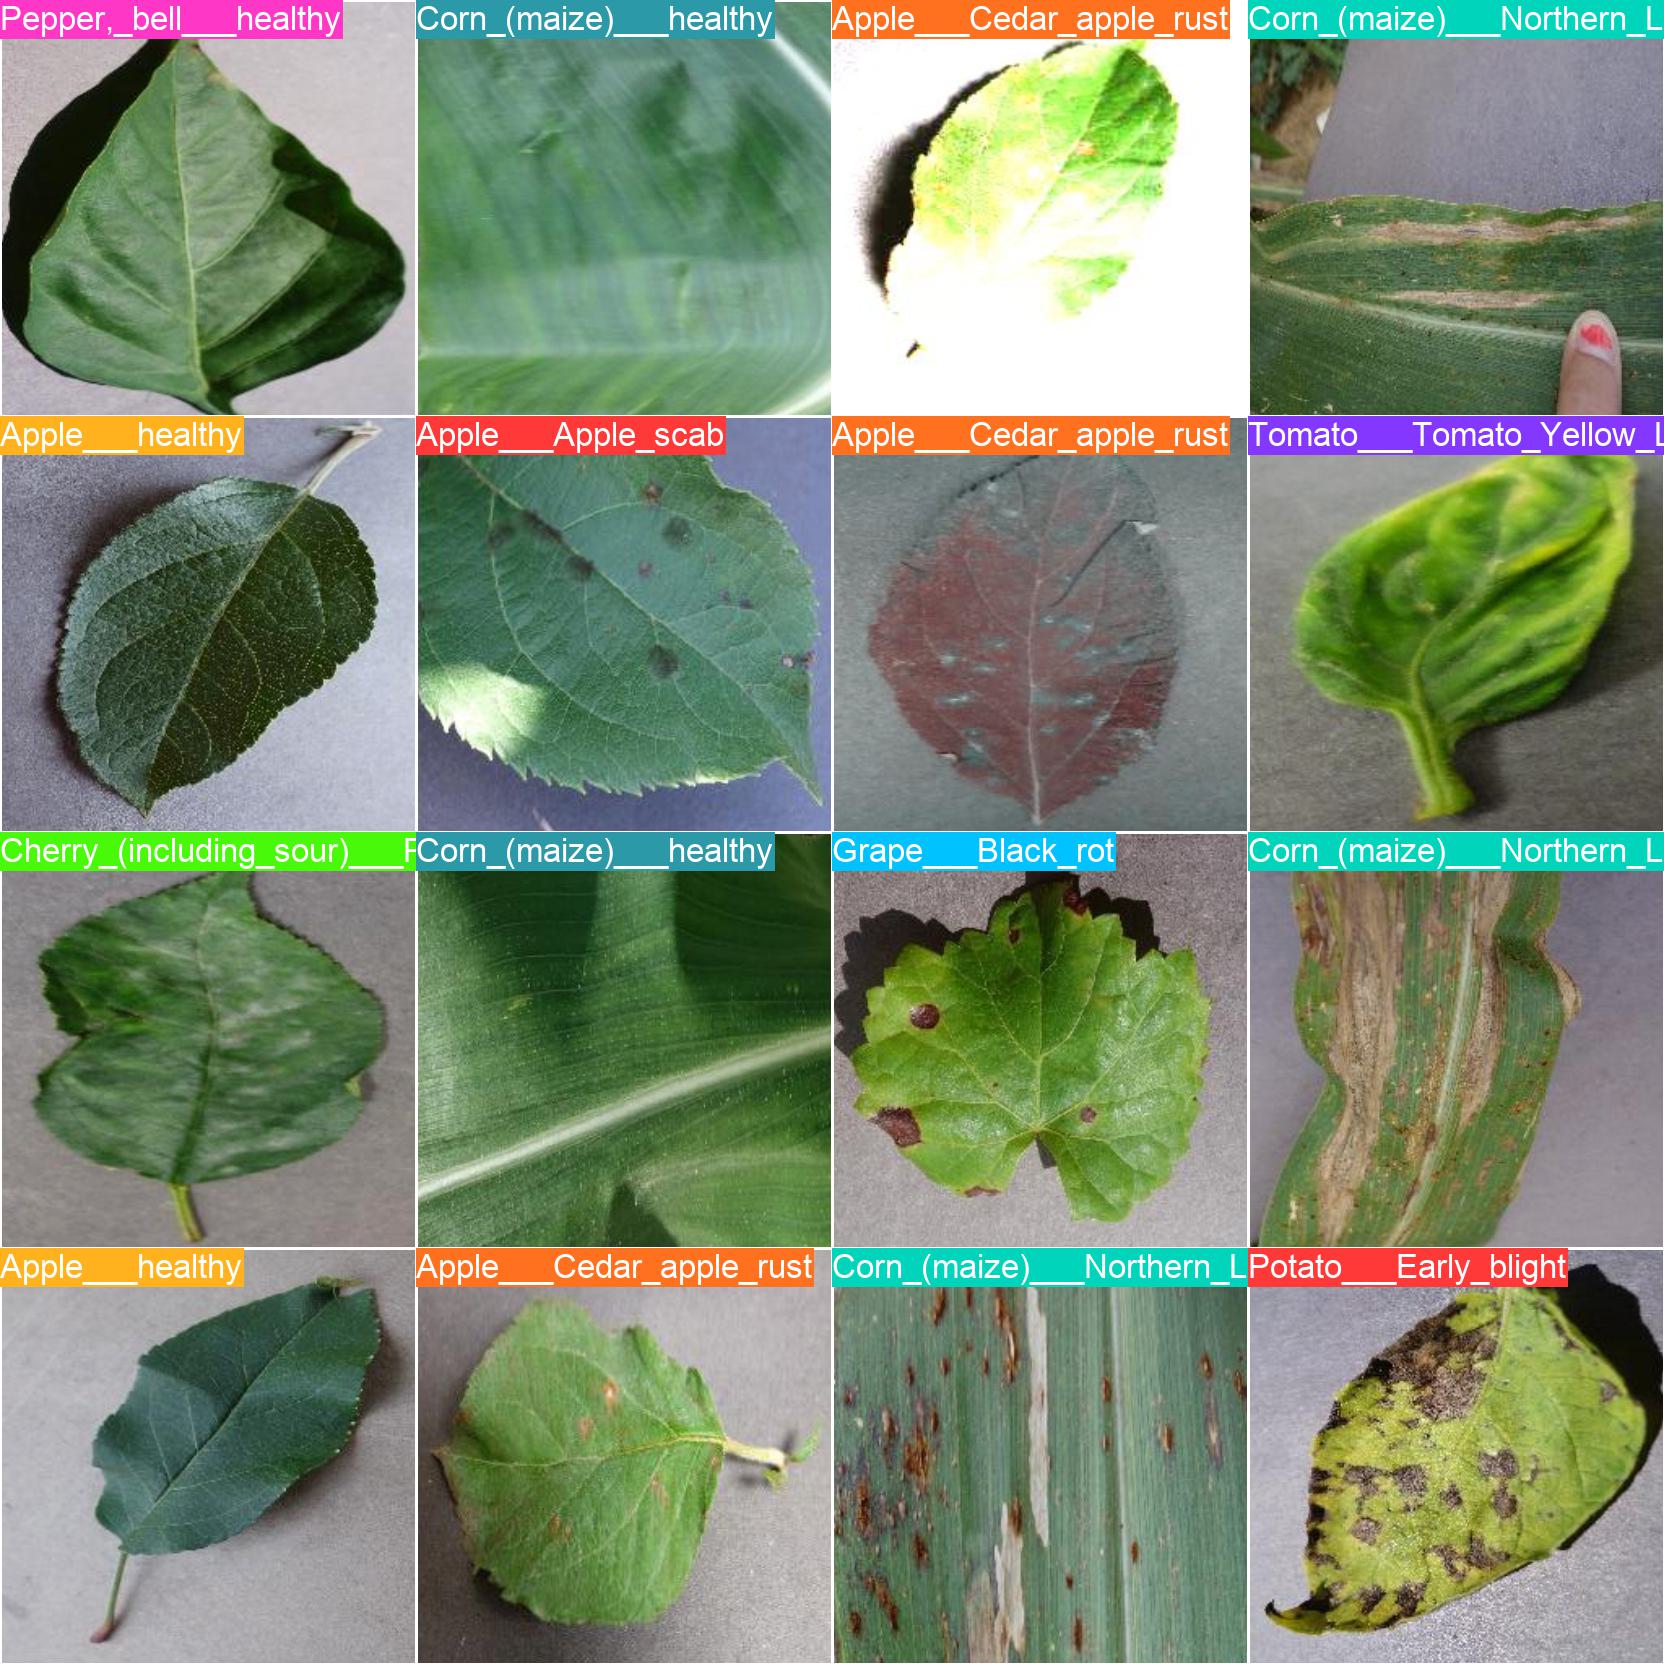 Pepper,_bell___healthy
Corn_(maize)___healthy
Apple___Cedar_apple_rust
Corn_(maize)___Northern_L
Apple___healthy
Apple___Apple_scab
Apple___Cedar_apple_rust
Tomato___Tomato_Yellow_L
Cherry_(including_sour)___P
Corn_(maize)___healthy
Grape___Black_rot
Corn_(maize)___Northern_L
Apple___healthy
Apple___Cedar_apple_rust
Corn_(maize)___Northern_L
Potato___Early_blight